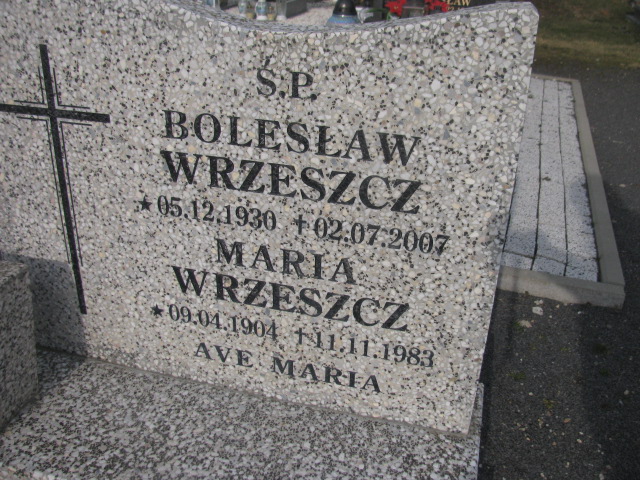 Ś.P.
BOLESŁAW
WRZESZCZ
★05.12.1930 ✝02.07.2007
MARIA
WRZESZCZ
★09.04.1904 ✝11.11.1983
AVE MARIA